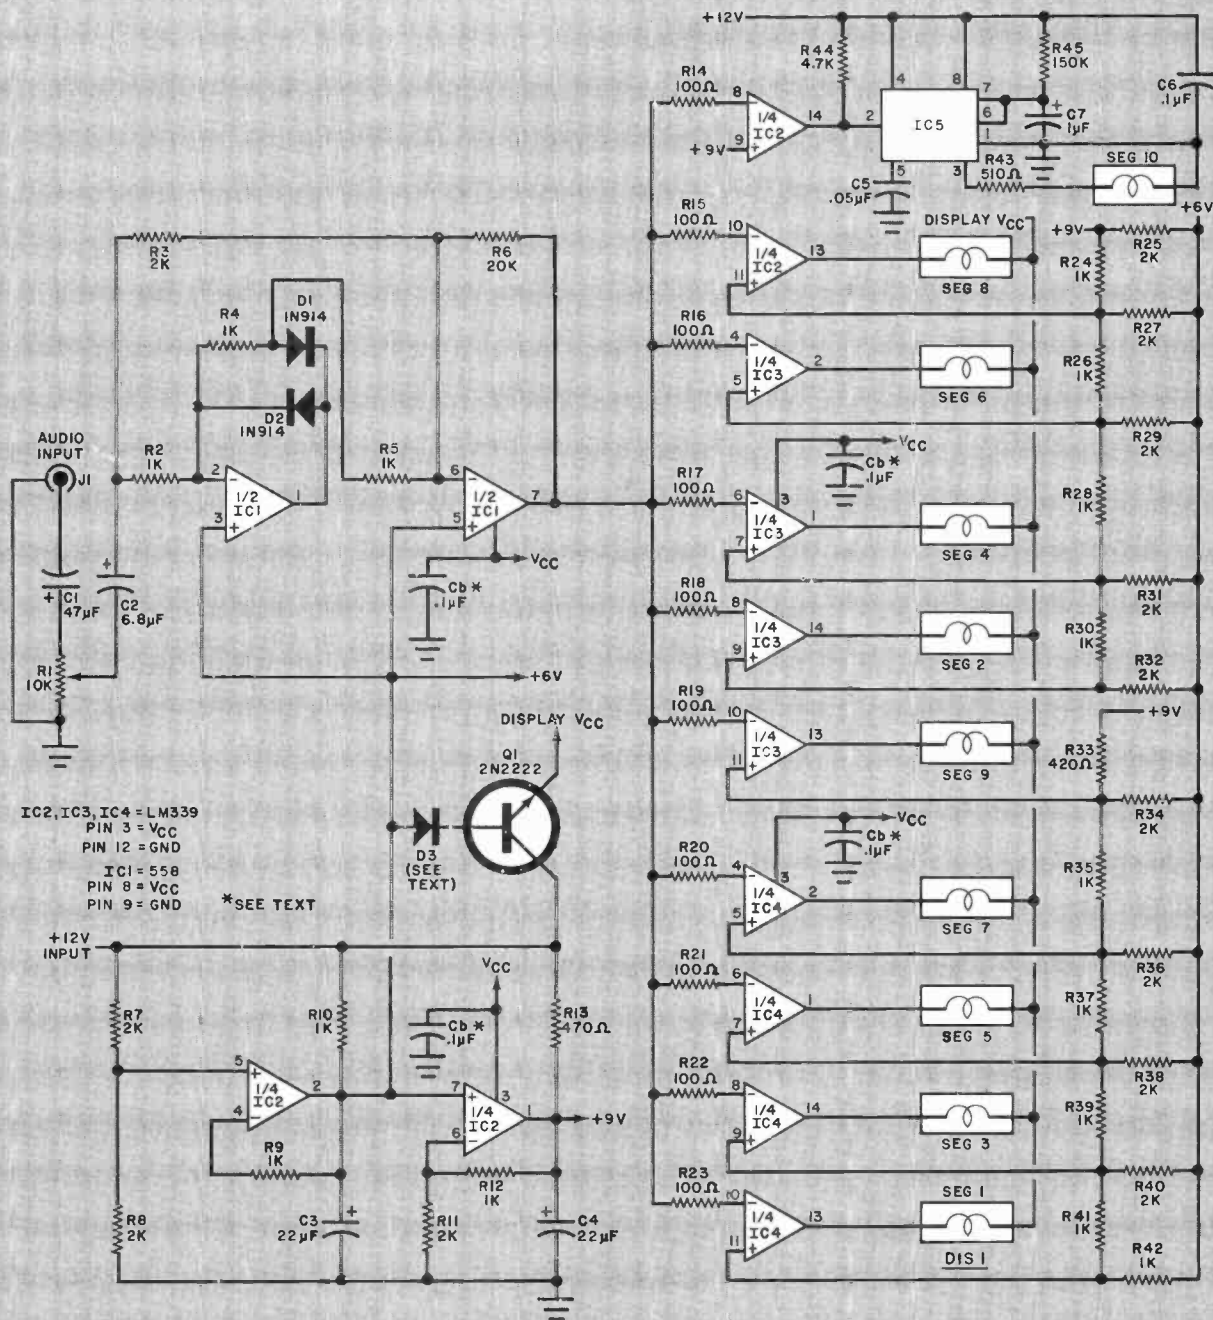 +12V
R44
4.7K
R45
150K
C6
.1µF
R14
100Ω
8
-
1/4
IC2
14
9
+
+9V
2
4
8
7
6
1
IC5
3
5
C7
+
1µF
R43
510Ω
SEG 10
C5
.05µF
+6V
R15
100Ω
10
-
1/4
IC2
13
11
+
DISPLAY VCC
SEG 8
+9V
R25
2K
R24
1K
R27
2K
R16
100Ω
4
-
1/4
IC3
2
5
+
SEG 6
R26
1K
R29
2K
R3
2K
R6
20K
D1
1N914
R4
1K
D2
1N914
AUDIO
INPUT
J1
R2
1K
2
-
1/2
IC1
1
3
+
R5
1K
6
-
1/2
IC1
7
5
+
VCC
Cb*
.1µF
+
C1
47µF
+
C2
6.8µF
R1
10K
+6V
R17
100Ω
6
-
1/4
IC3
3
1
7
+
VCC
Cb*
.1µF
SEG 4
R28
1K
R31
2K
R18
100Ω
8
-
1/4
IC3
14
9
+
SEG 2
R30
1K
R32
2K
R19
100Ω
10
-
1/4
IC3
13
11
+
SEG 9
+9V
R33
420Ω
R34
2K
DISPLAY VCC
Q1
2N2222
D3
(SEE
TEXT)
IC2, IC3, IC4 = LM339
PIN 3 = VCC
PIN 12 = GND
IC1 = 558
PIN 8 = VCC
PIN 9 = GND
*SEE TEXT
R20
100Ω
4
-
1/4
IC4
3
2
5
+
VCC
Cb*
.1µF
SEG 7
R35
1K
R36
2K
R21
100Ω
6
-
1/4
IC4
1
7
+
SEG 5
R37
1K
R38
2K
R22
100Ω
8
-
1/4
IC4
14
9
+
SEG 3
R39
1K
R40
2K
R23
100Ω
10
-
1/4
IC4
13
11
+
SEG 1
DIS 1
R41
1K
R42
1K
+12V
INPUT
R7
2K
R10
1K
VCC
Cb*
.1µF
R13
470Ω
5
+
1/4
IC2
2
4
-
R9
1K
7
+
1/4
IC2
3
1
6
-
+9V
R12
1K
R8
2K
+
C3
22µF
R11
2K
+
C4
22µF